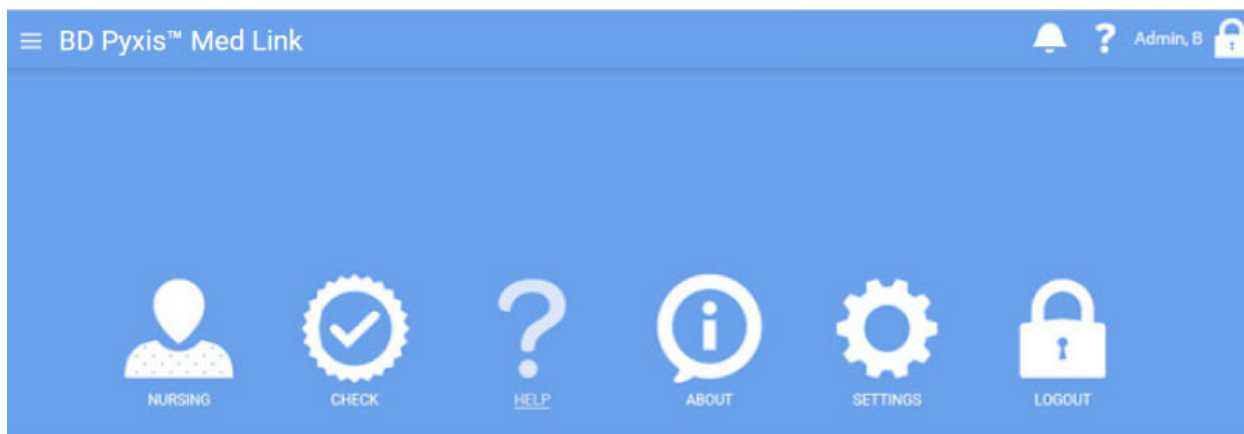 BD Pyxis™ Med Link
? Admin, B
?
i
NURSING CHECK HELP ABOUT SETTINGS LOGOUT